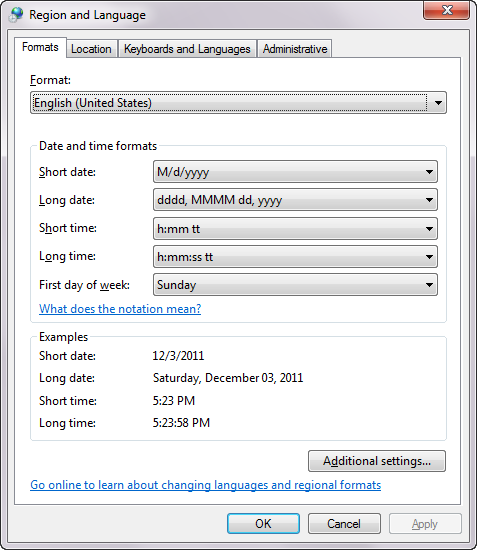 Region and Language
Formats Location Keyboards and Languages Administrative
Format:
English (United States)
Date and time formats
Short date: M/d/yyyy
Long date: dddd, MMMM dd, yyyy
Short time: h:mm tt
Long time: h:mm:ss tt
First day of week: Sunday
What does the notation mean?
Examples
Short date: 12/3/2011
Long date: Saturday, December 03, 2011
Short time: 5:23 PM
Long time: 5:23:58 PM
Additional settings...
Go online to learn about changing languages and regional formats
OK Cancel Apply